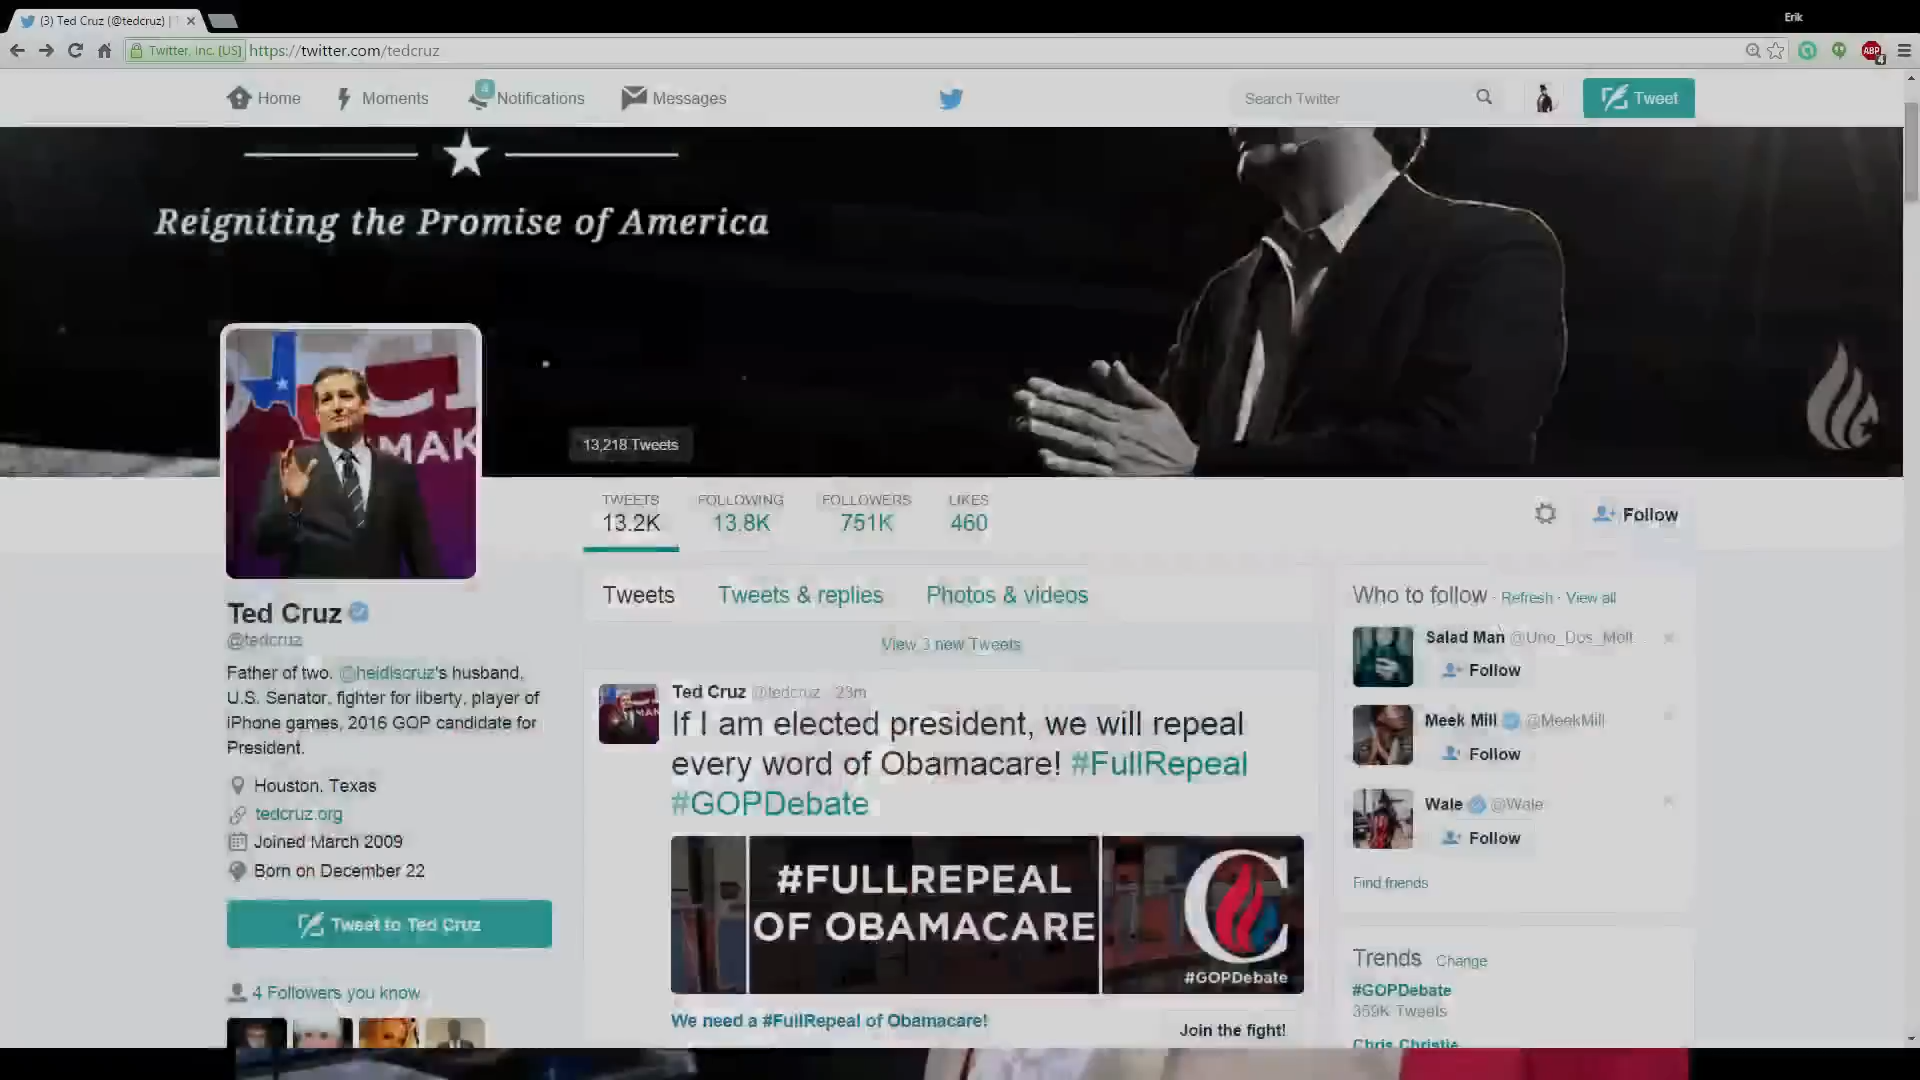 (3) Ted Cruz (@tedcruz) |
Erik
Twitter, Inc. [US] https://twitter.com/tedcruz
ABP
4
Home
Moments
Notifications
Messages
Search Twitter
Tweet
Reigniting the Promise of America
MAK
13,218 Tweets
TWEETS
13.2K
FOLLOWING
13.8K
FOLLOWERS
751K
LIKES
460
Follow
Ted Cruz
@tedcruz
Father of two, @heidiscruz's husband,
U.S. Senator, fighter for liberty, player of
iPhone games, 2016 GOP candidate for
President.
Houston, Texas
tedcruz.org
Joined March 2009
Born on December 22
Tweet to Ted Cruz
4 Followers you know
Tweets
Tweets & replies
Photos & videos
View 3 new Tweets
Ted Cruz @tedcruz · 23m
If I am elected president, we will repeal
every word of Obamacare! #FullRepeal
#GOPDebate
#FULLREPEAL
OF OBAMACARE
C
#GOPDebate
We need a #FullRepeal of Obamacare!
Join the fight!
Who to follow · Refresh · View all
Salad Man @Uno_Dos_Molt
Follow
Meek Mill @MeekMill
Follow
Wale @Wale
Follow
Find friends
Trends Change
#GOPDebate
359K Tweets
Chris Christie